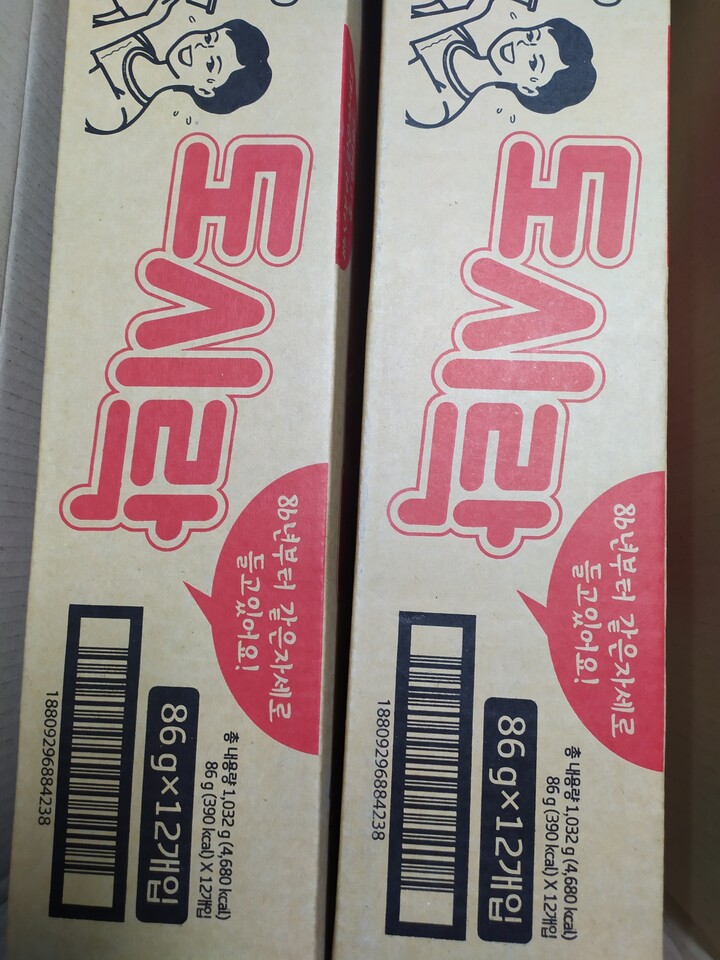 도시락
86년부터 같은자세로
들고있어요!
18809296884238
86 g×12개입
총 내용량 1,032 g (4,680 kcal)
86 g (390 kcal) X 12개입
도시락
86년부터 같은자세로
들고있어요!
18809296884238
86 g×12개입
총 내용량 1,032 g (4,680 kcal)
86 g (390 kcal) X 12개입